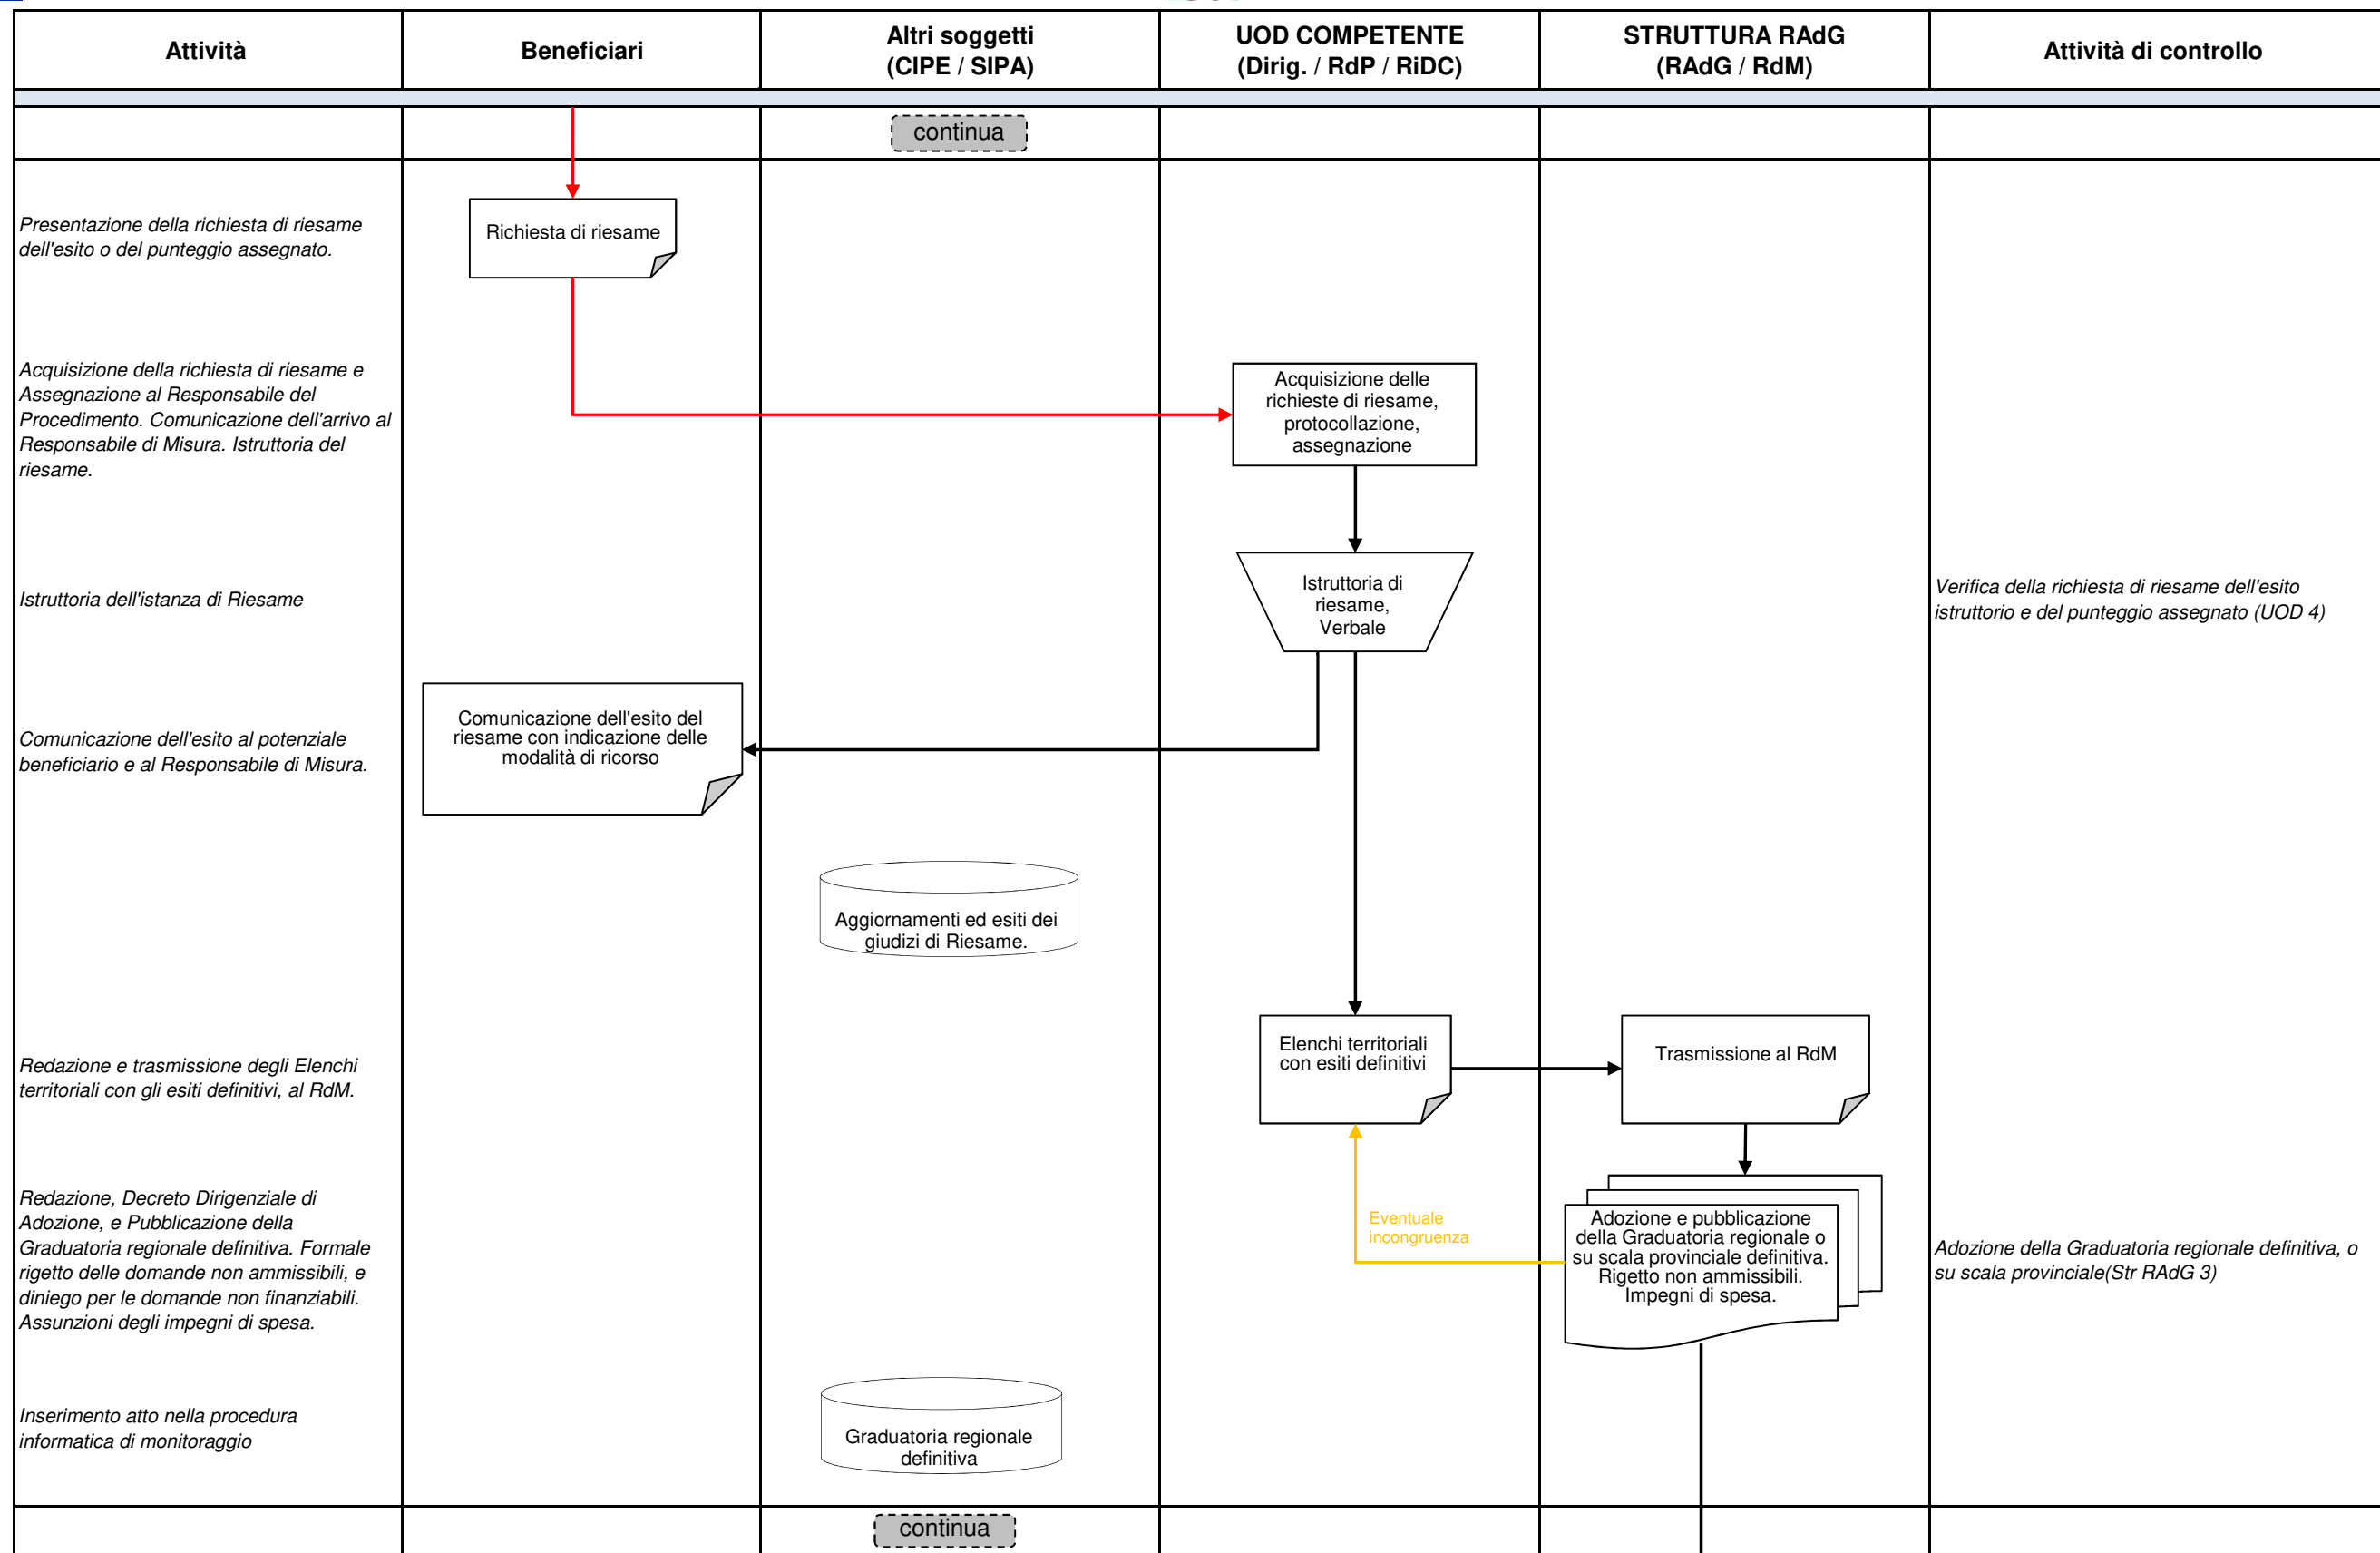 Attività
Beneficiari
Altri soggetti
(CIPE / SIPA)
UOD COMPETENTE
(Dirig. / RdP / RiDC)
STRUTTURA RAdG
(RAdG / RdM)
Attività di controllo
continua
Presentazione della richiesta di riesame
dell'esito o del punteggio assegnato.
Richiesta di riesame
Acquisizione della richiesta di riesame e
Assegnazione al Responsabile del
Procedimento. Comunicazione dell'arrivo al
Responsabile di Misura. Istruttoria del
riesame.
Acquisizione delle
richieste di riesame,
protocollazione,
assegnazione
Istruttoria dell'istanza di Riesame
Istruttoria di
riesame,
Verbale
Verifica della richiesta di riesame dell'esito
istruttorio e del punteggio assegnato (UOD 4)
Comunicazione dell'esito al potenziale
beneficiario e al Responsabile di Misura.
Comunicazione dell'esito del
riesame con indicazione delle
modalità di ricorso
Aggiornamenti ed esiti dei
giudizi di Riesame.
Redazione e trasmissione degli Elenchi
territoriali con gli esiti definitivi, al RdM.
Elenchi territoriali
con esiti definitivi
Trasmissione al RdM
Redazione, Decreto Dirigenziale di
Adozione, e Pubblicazione della
Graduatoria regionale definitiva. Formale
rigetto delle domande non ammissibili, e
diniego per le domande non finanziabili.
Assunzioni degli impegni di spesa.
Eventuale
incongruenza
Adozione e pubblicazione
della Graduatoria regionale o
su scala provinciale definitiva.
Rigetto non ammissibili.
Impegni di spesa.
Adozione della Graduatoria regionale definitiva, o
su scala provinciale(Str RAdG 3)
Inserimento atto nella procedura
informatica di monitoraggio
Graduatoria regionale
definitiva
continua